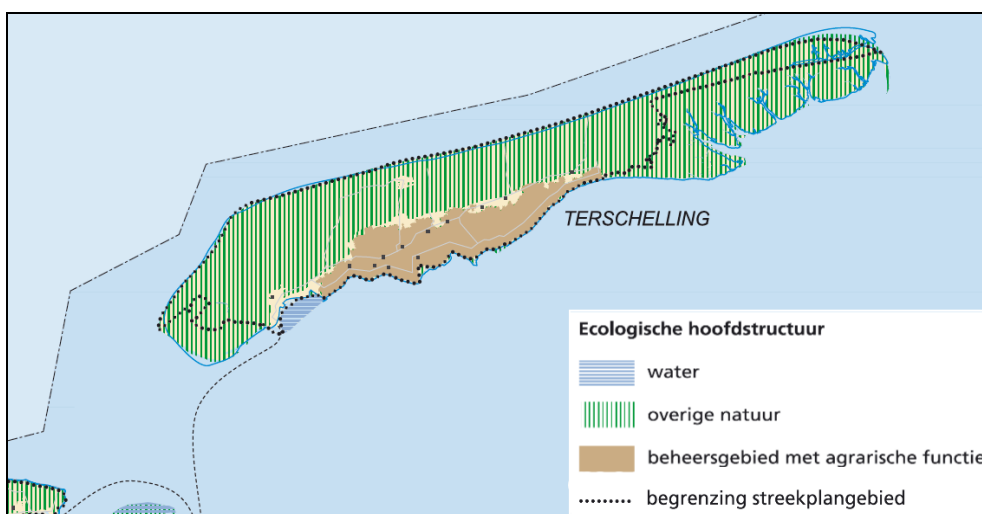 TERSCHELLING
Ecologische hoofdstructuur
water
overige natuur
beheersgebied met agrarische functie
begrenzing streekplangebied